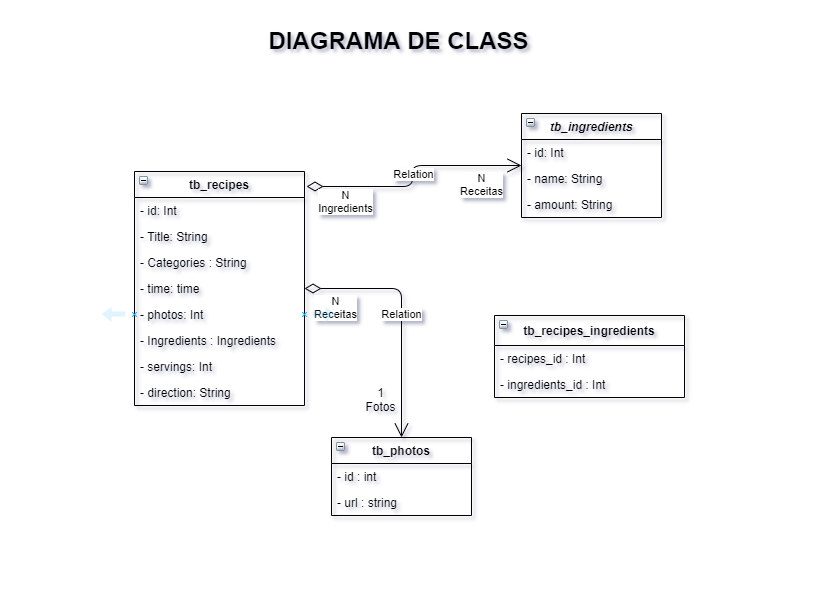 DIAGRAMA DE CLASS
tb_ingredients
- id: Int
- name: String
- amount: String
Relation
N
Receitas
N
Ingredients
tb_recipes
- id: Int
- Title: String
- Categories : String
- time: time
- photos: Int
- Ingredients : Ingredients
- servings: Int
- direction: String
N
Receitas
Relation
1
Fotos
tb_recipes_ingredients
- recipes_id : Int
- ingredients_id : Int
tb_photos
- id : int
- url : string